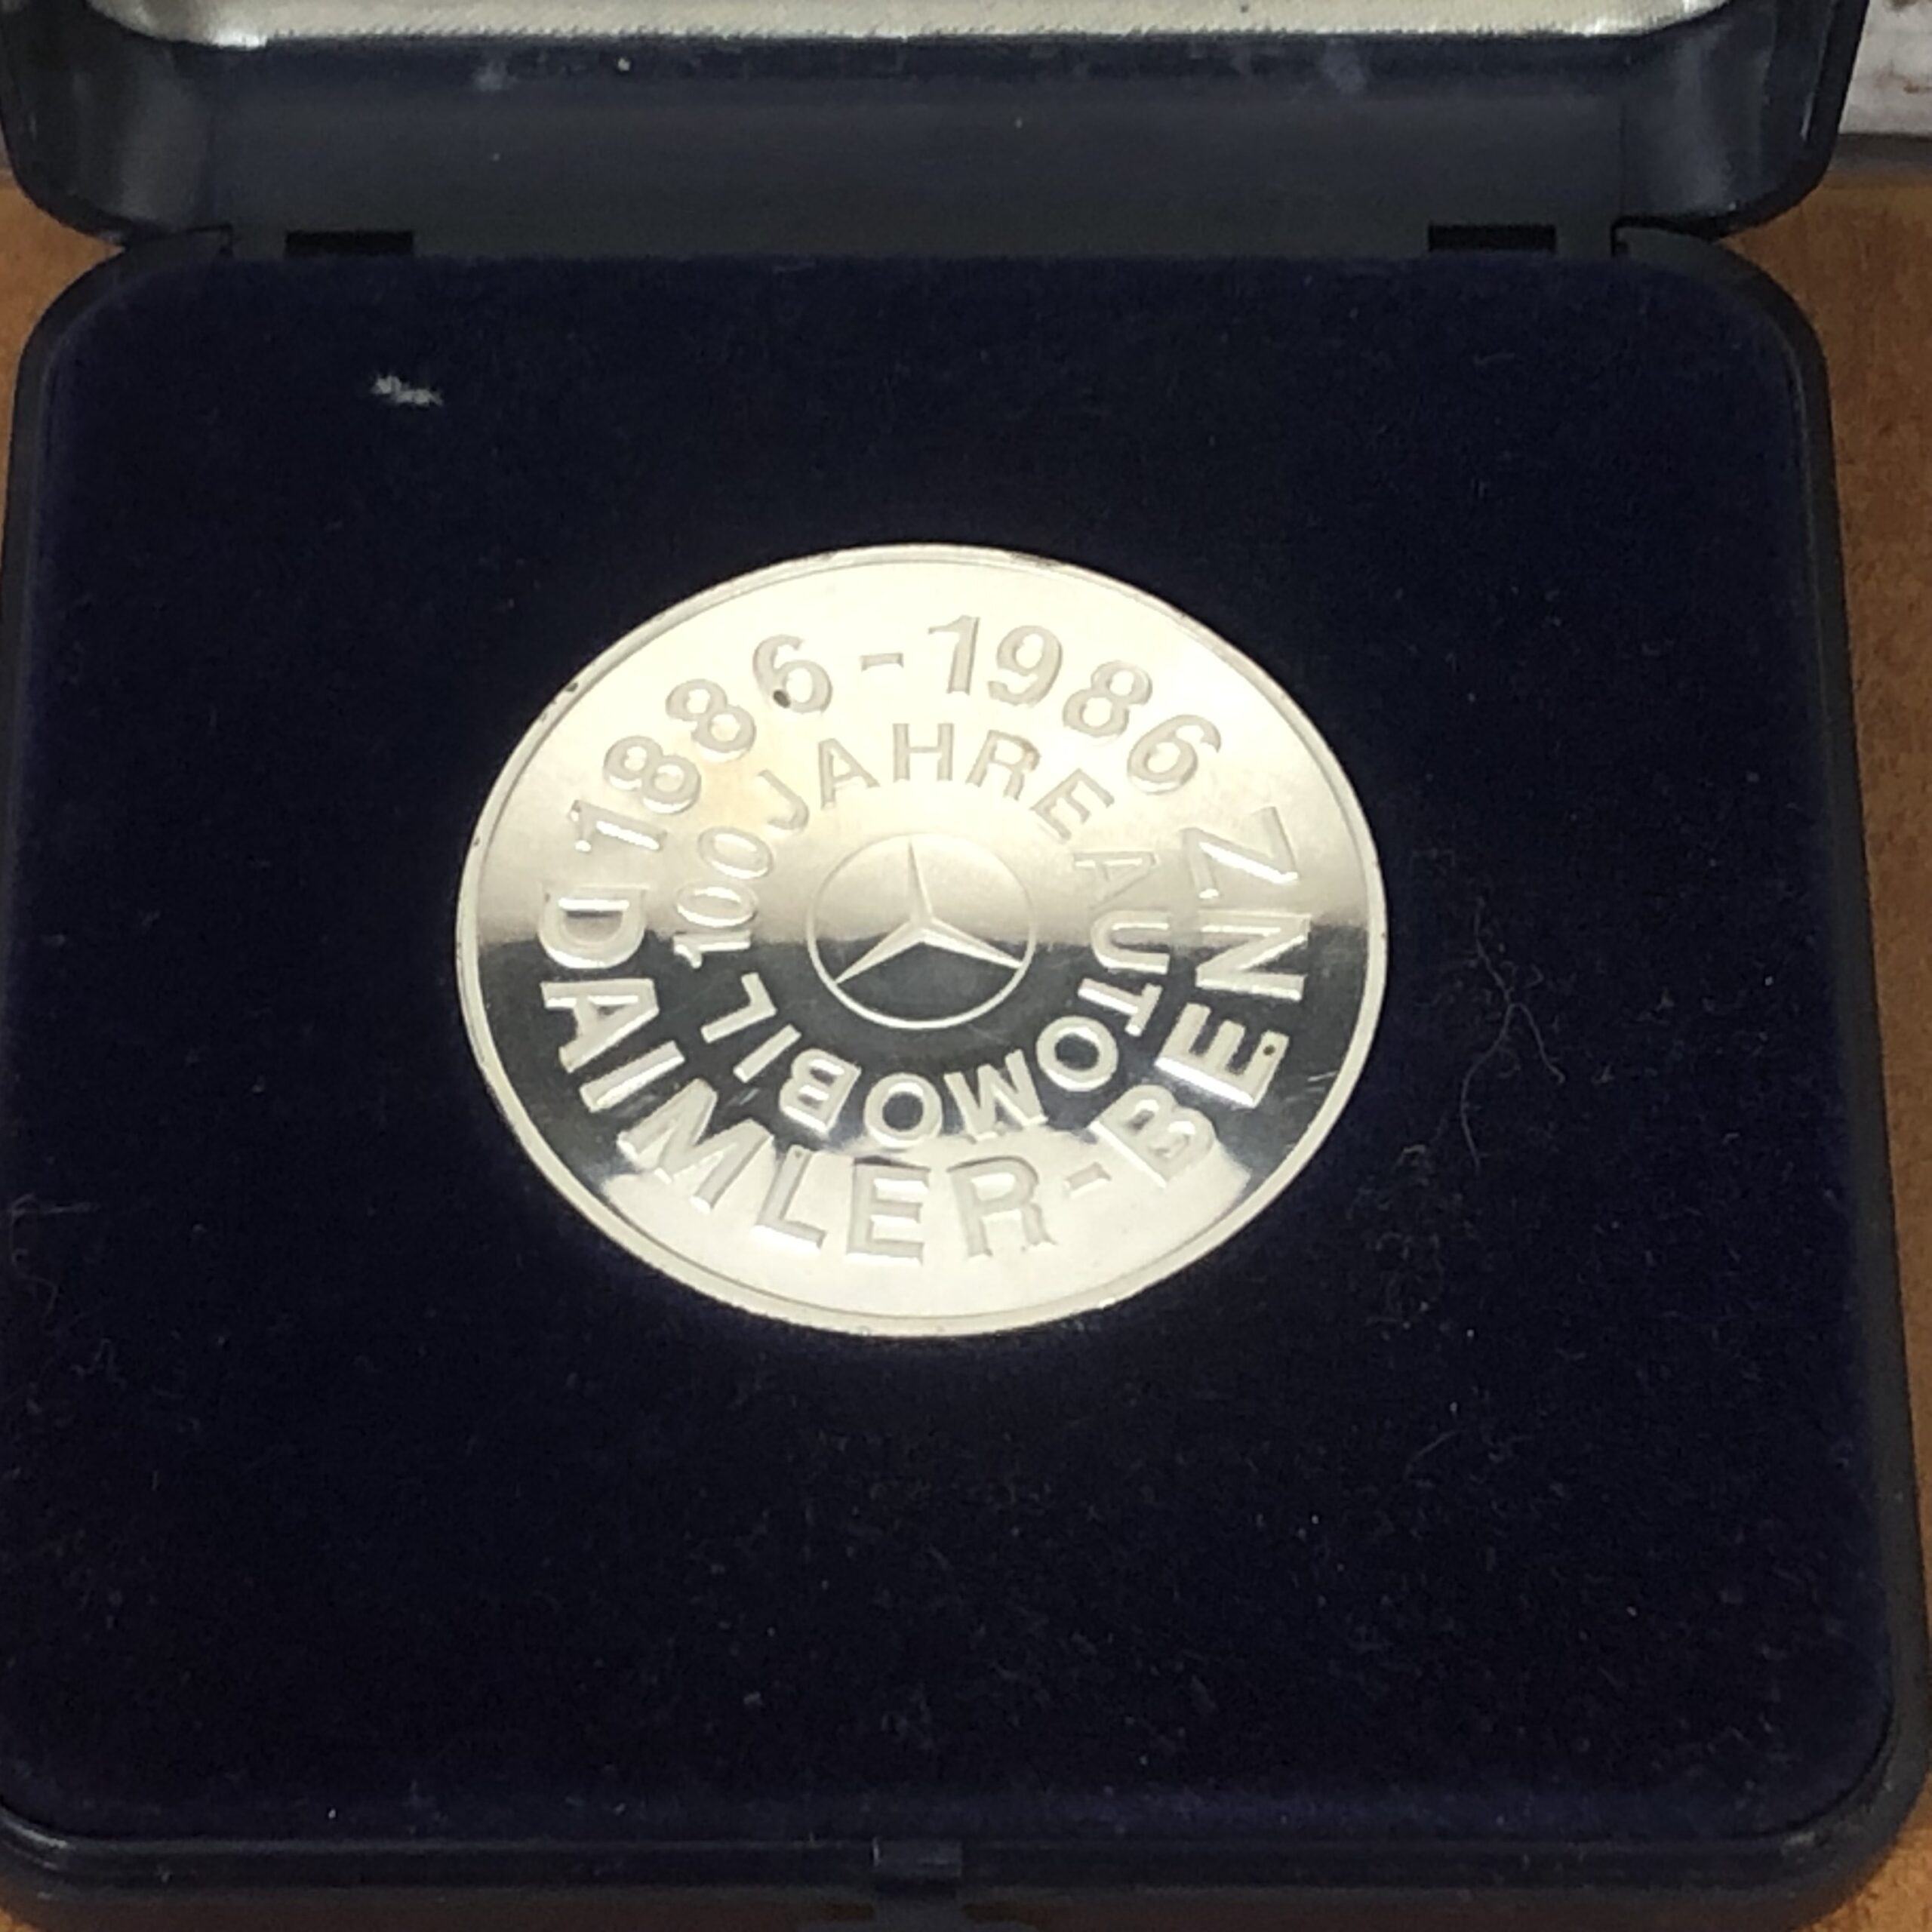 1886-1986
DAIMLER-BENZ
100 JAHRE AUTOMOBIL